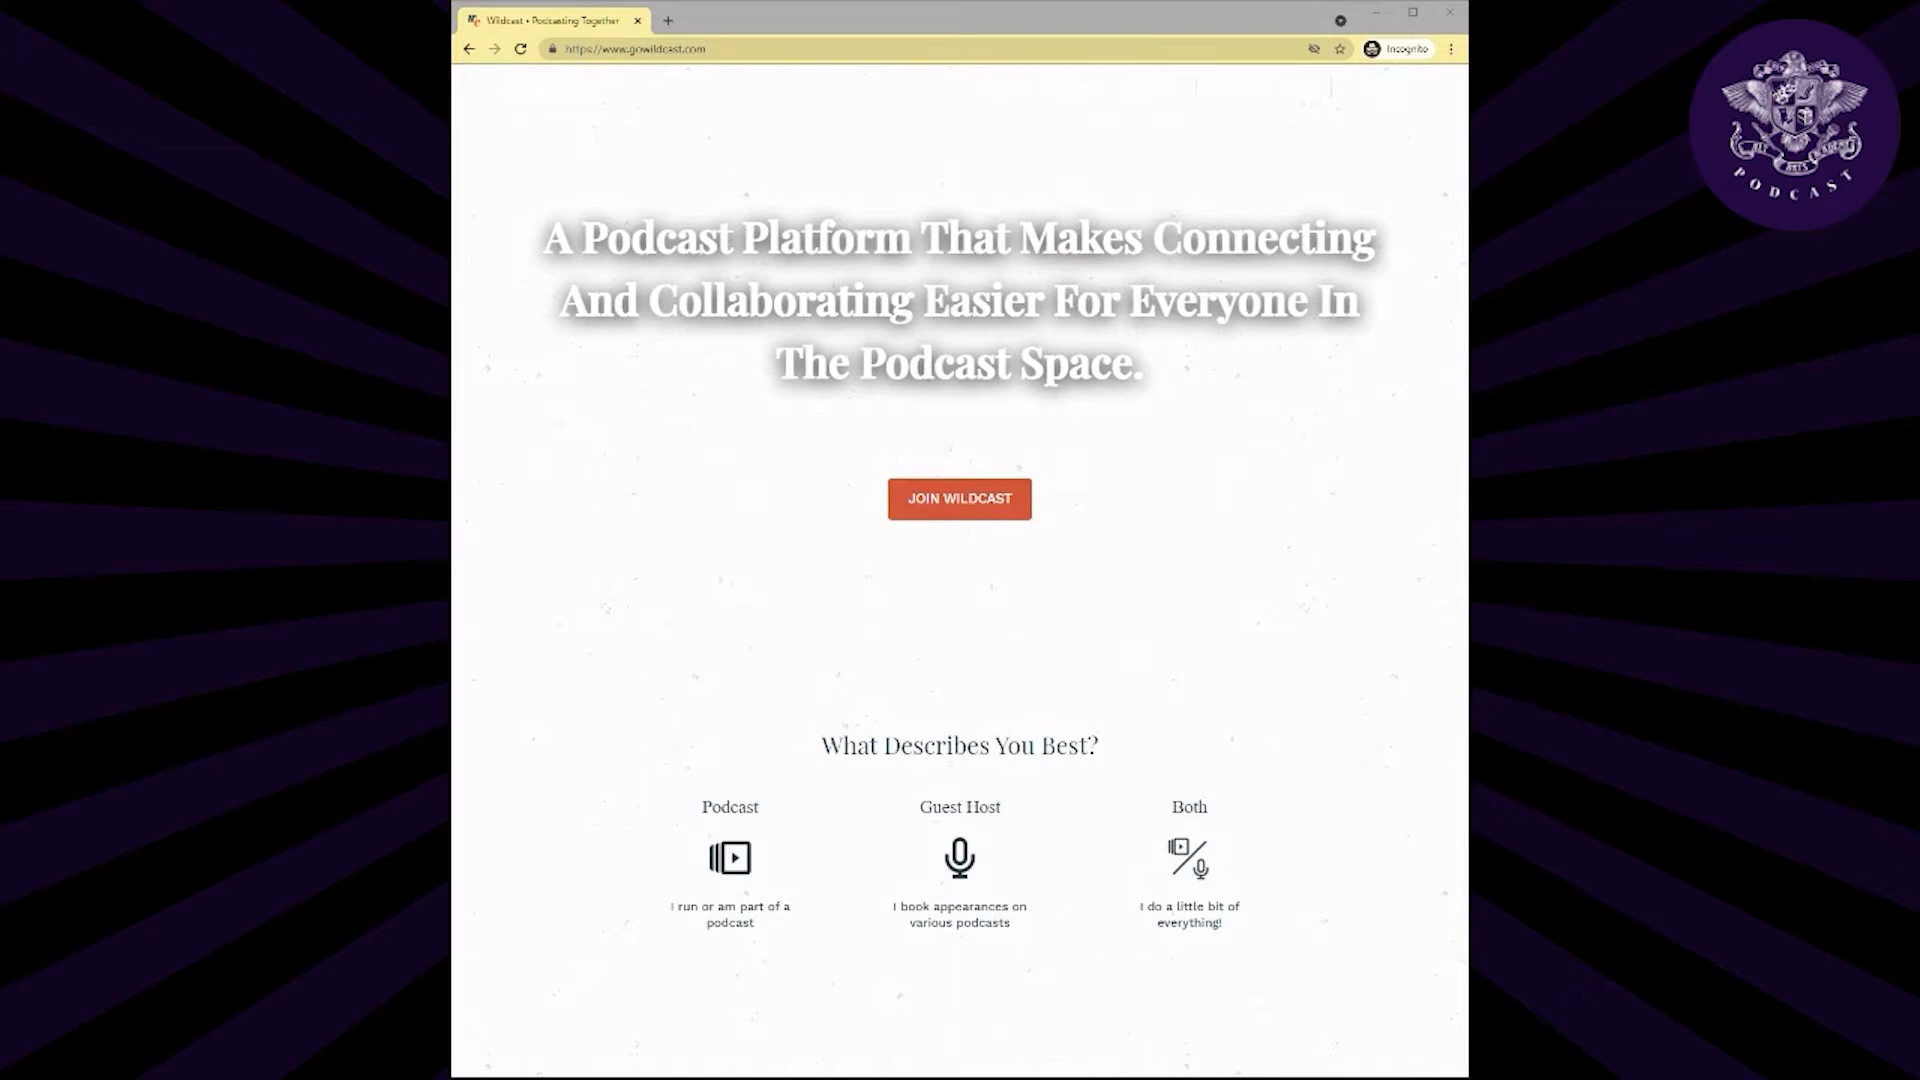 Wildcast • Podcasting Together
https://www.gowildcast.com
Incognito
A Podcast Platform That Makes Connecting
And Collaborating Easier For Everyone In
The Podcast Space.
JOIN WILDCAST
What Describes You Best?
Podcast
I run or am part of a
podcast
Guest Host
I book appearances on
various podcasts
Both
I do a little bit of
everything!
ARTS
PODCAST